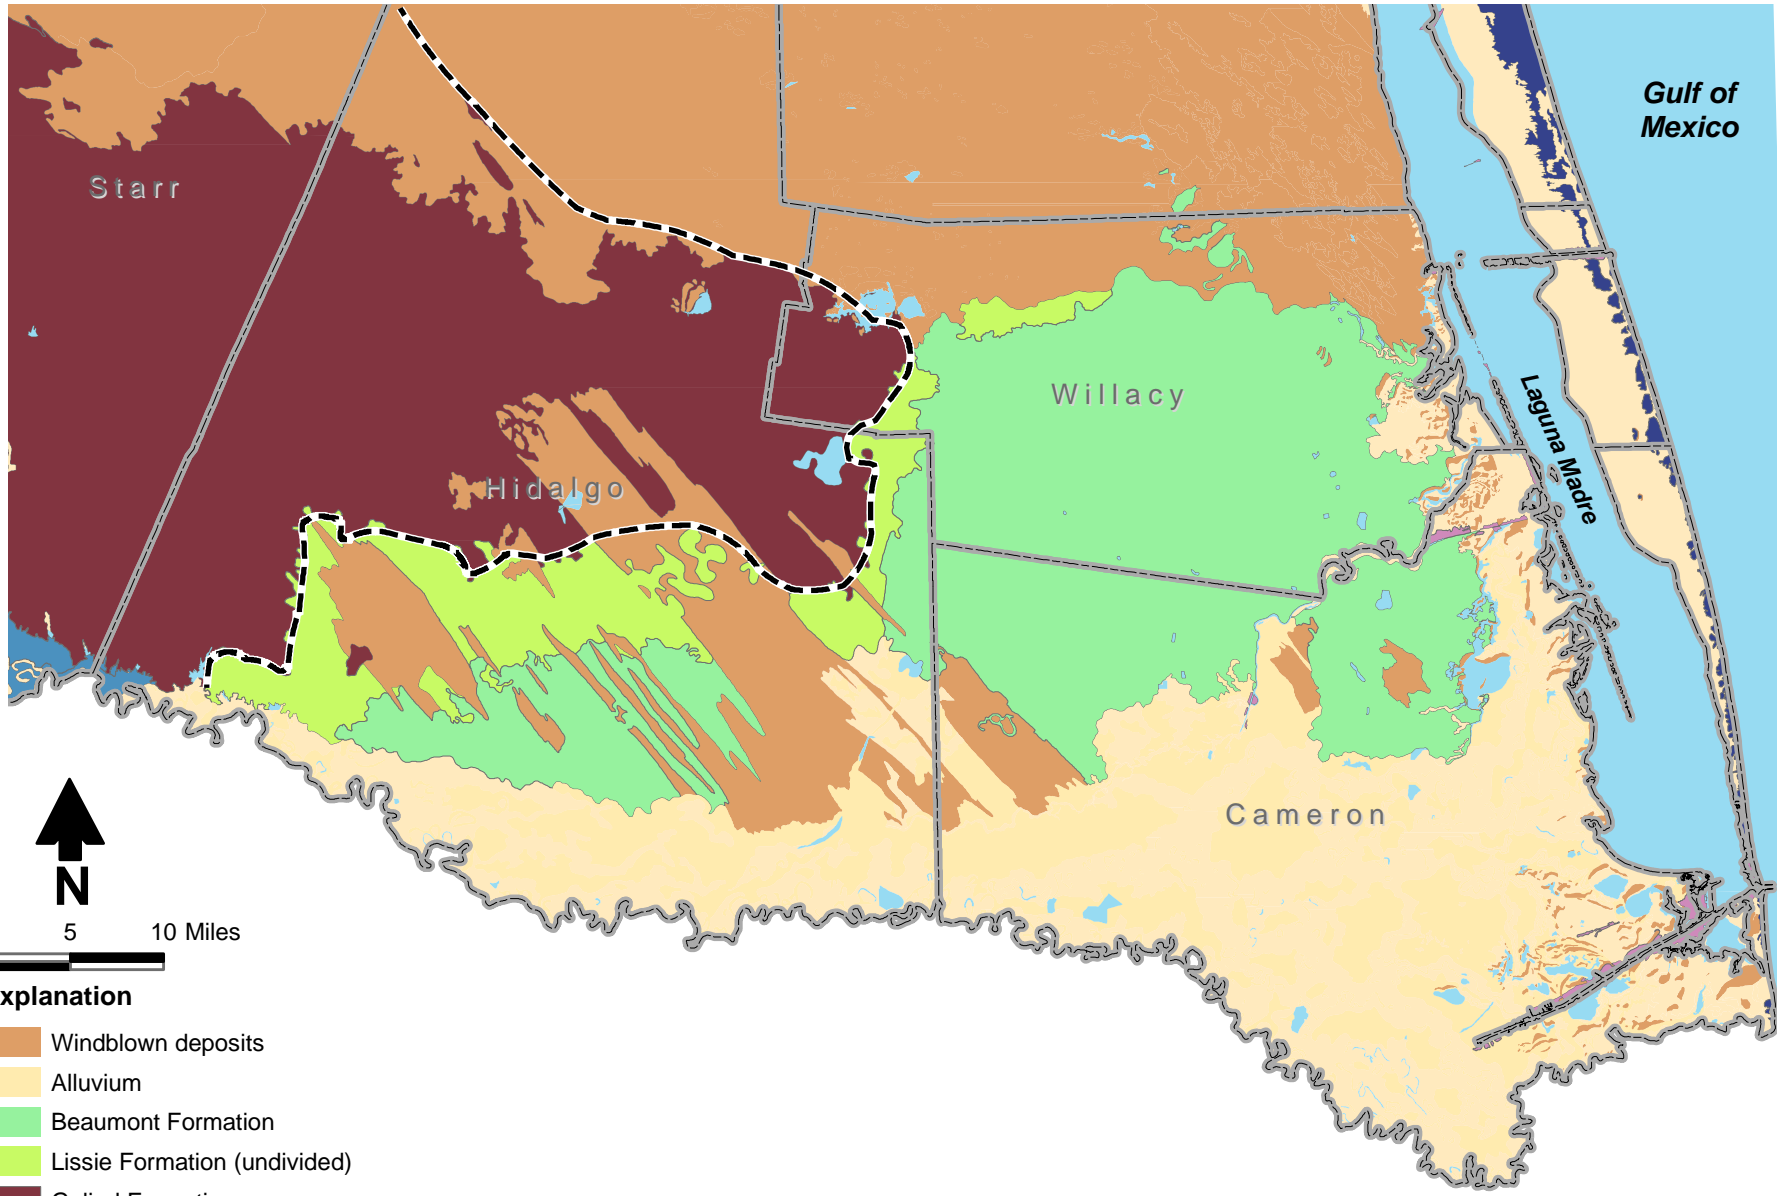 Gulf of
Mexico
Starr
Willacy
Laguna Madre
Hidalgo
Cameron
N
5 10 Miles
xplanation
Windblown deposits
Alluvium
Beaumont Formation
Lissie Formation (undivided)